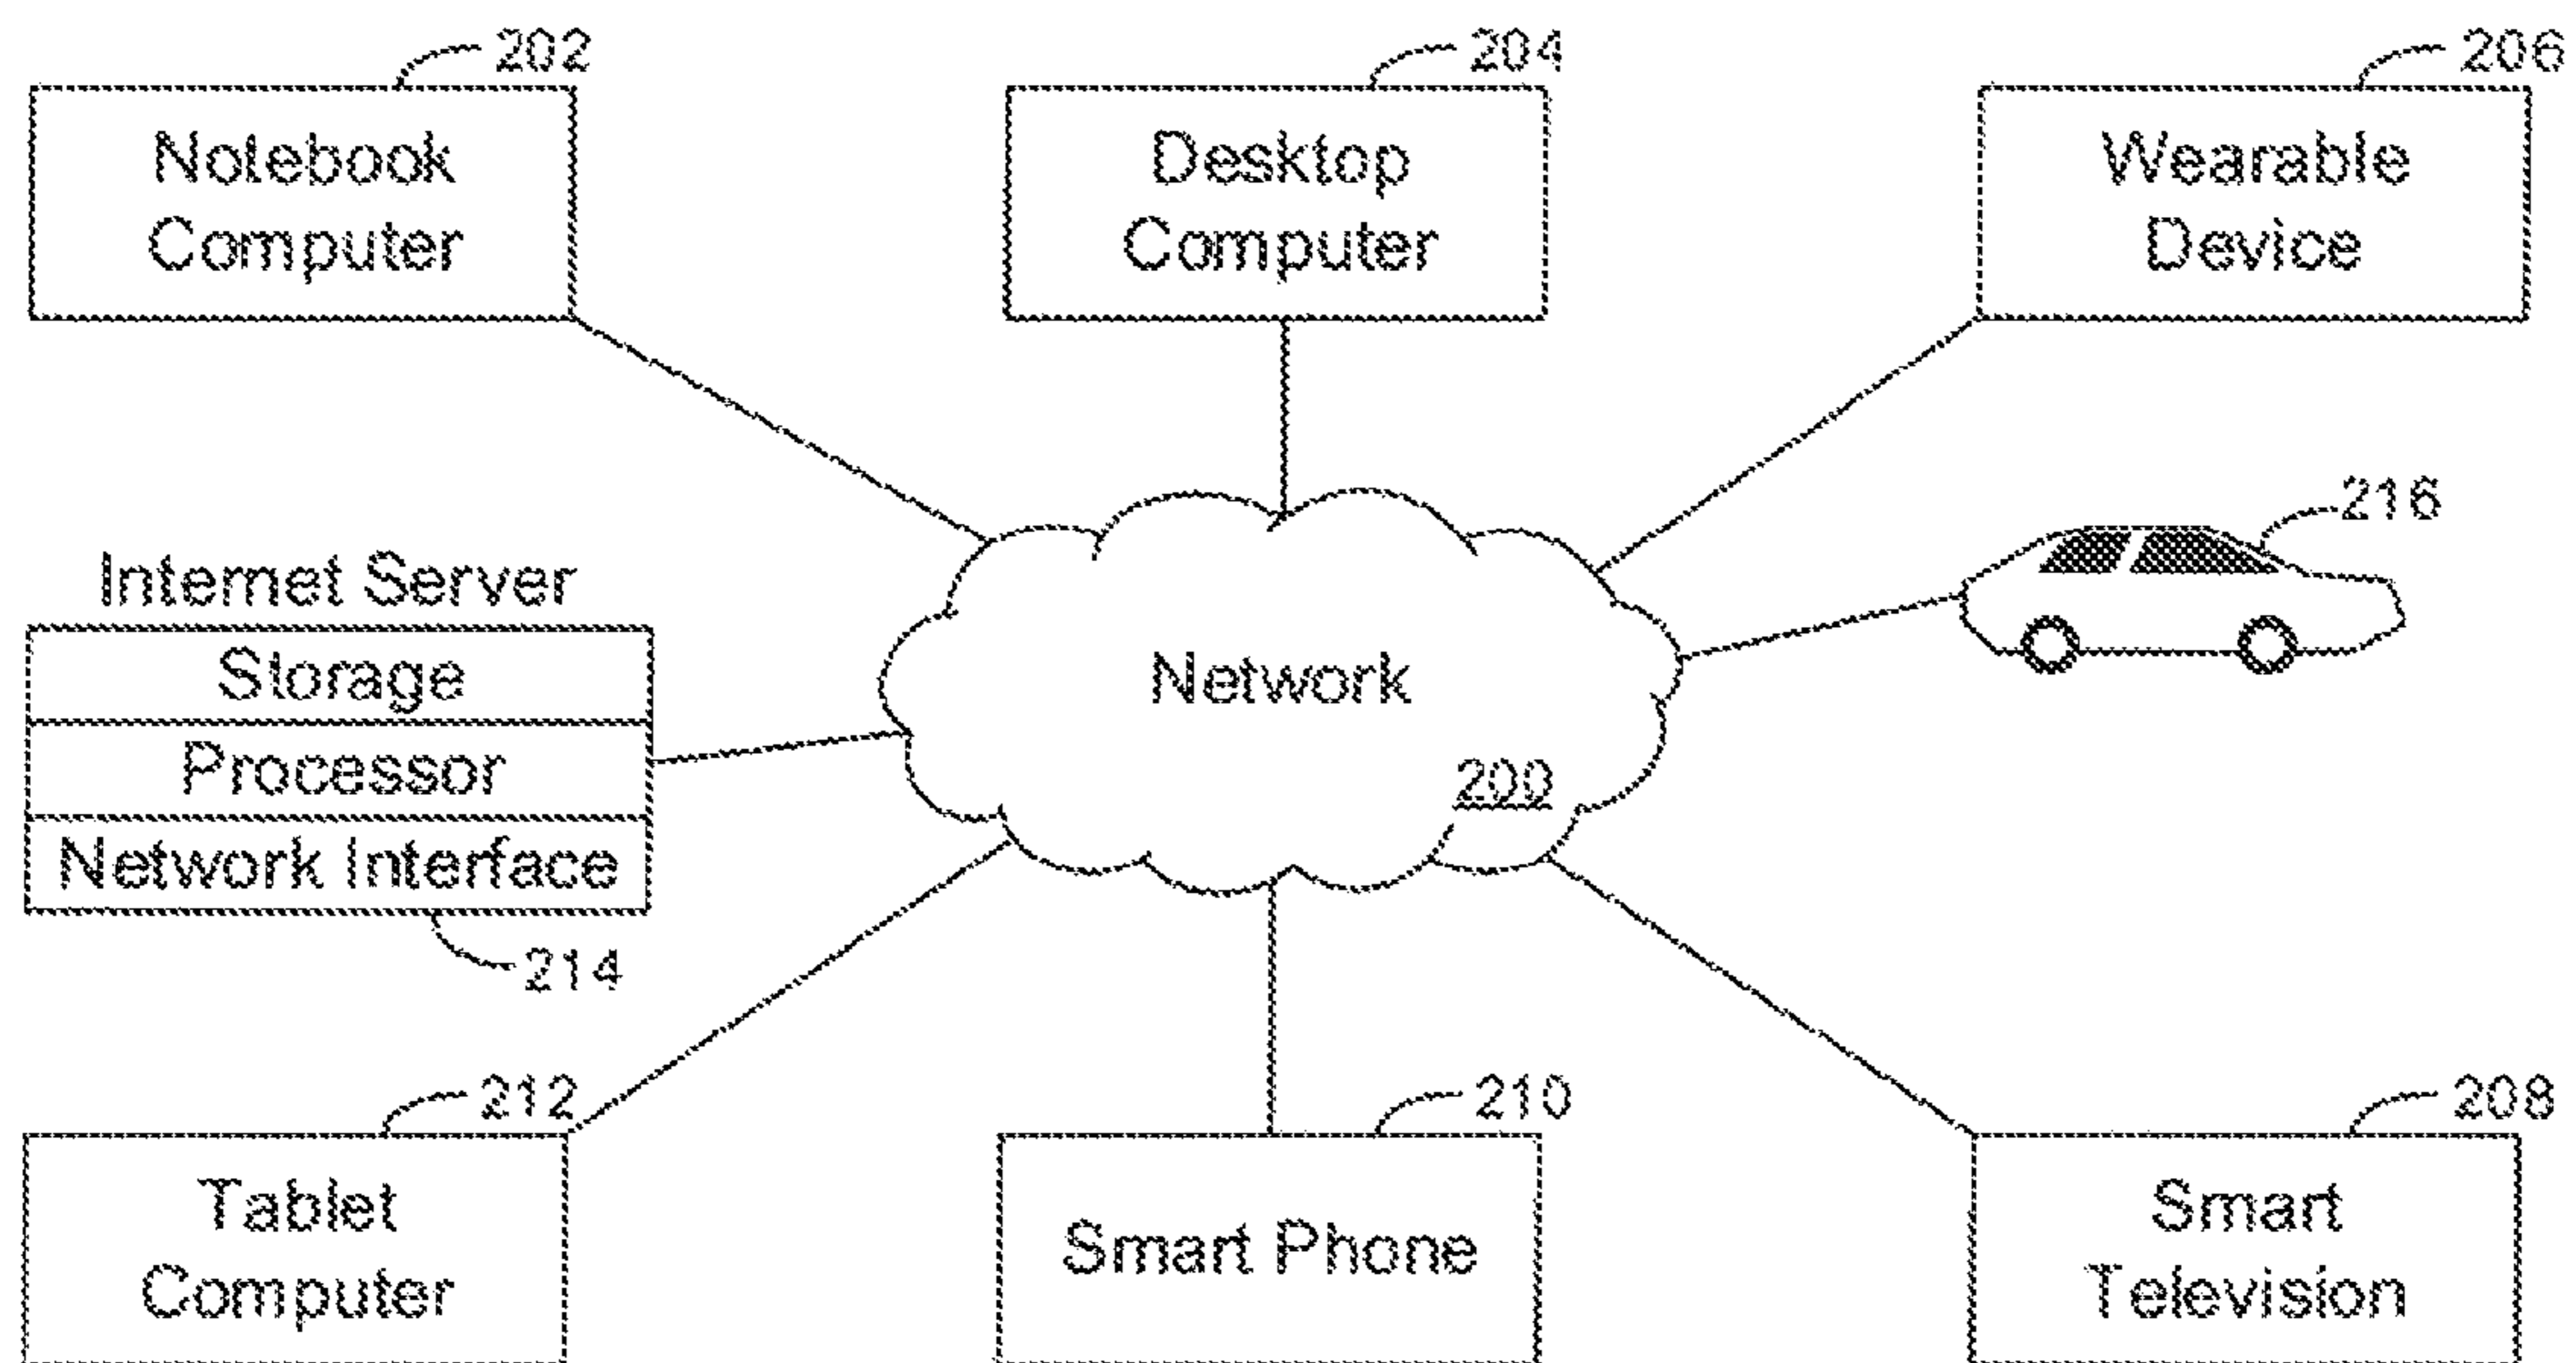 202
Notebook
Computer
204
Desktop
Computer
206
Wearable
Device
216
Internet Server
Storage
Processor
Network Interface
214
Network
200
212
Tablet
Computer
210
Smart Phone
208
Smart
Television